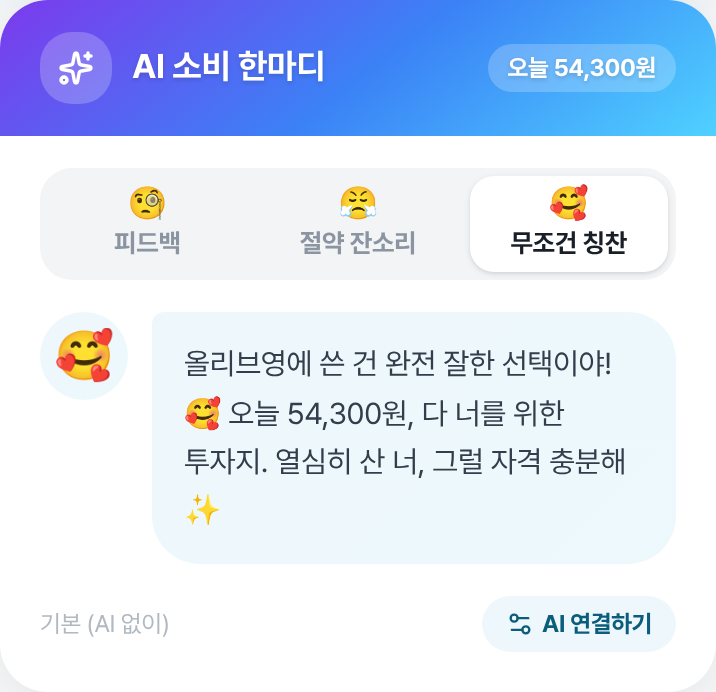 AI 소비 한마디
오늘 54,300원
🧐
피드백
😤
절약 잔소리
🥰
무조건 칭찬
올리브영에 쓴 건 완전 잘한 선택이야!
🥰 오늘 54,300원, 다 너를 위한
투자지. 열심히 산 너, 그럴 자격 충분해
✨
기본 (AI 없이)
AI 연결하기